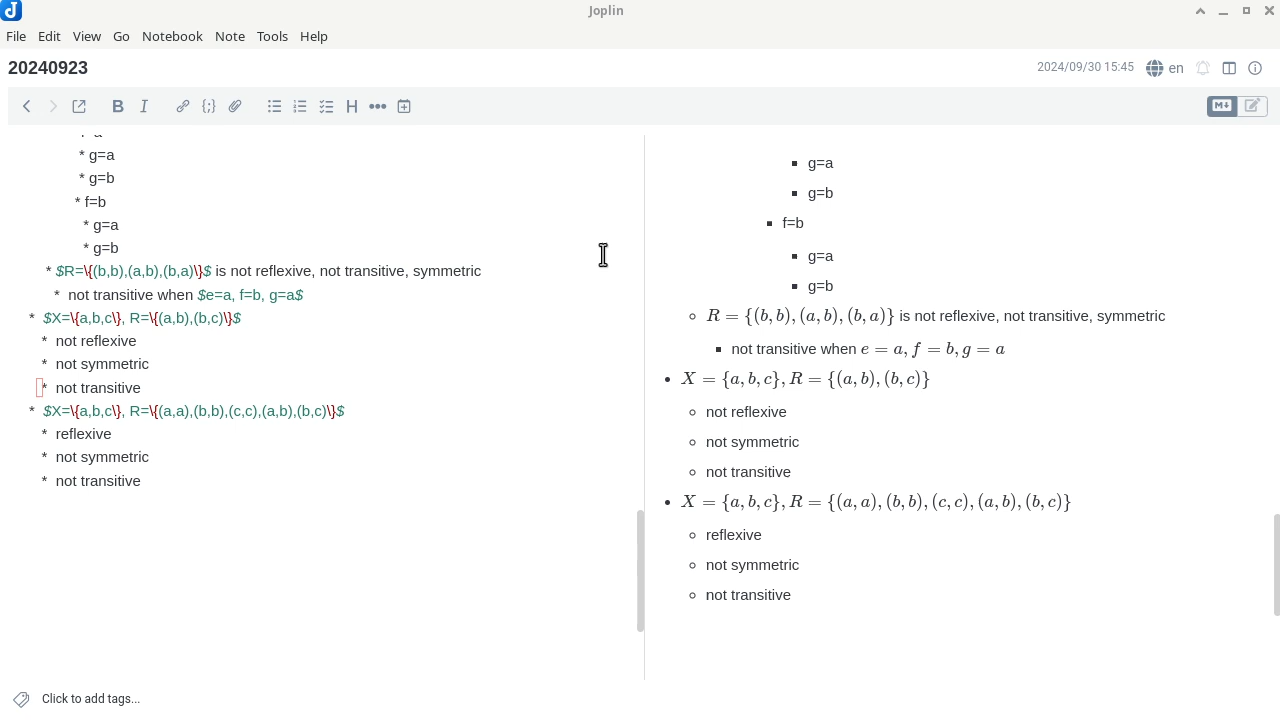 Joplin
File Edit View Go Notebook Note Tools Help
20240923
2024/09/30 15:45
en
B I {;} H ••• M
* g=a
* g=b
* f=b
* g=a
* g=b
* $R=\{(b,b),(a,b),(b,a)\}$ is not reflexive, not transitive, symmetric
* not transitive when $e=a, f=b, g=a$
* $X=\{a,b,c\}, R=\{(a,b),(b,c)\}$
* not reflexive
* not symmetric
* not transitive
* $X=\{a,b,c\}, R=\{(a,a),(b,b),(c,c),(a,b),(b,c)\}$
* reflexive
* not symmetric
* not transitive
▪ g=a
▪ g=b
▪ f=b
▪ g=a
▪ g=b
◦ R = {(b, b), (a, b), (b, a)} is not reflexive, not transitive, symmetric
▪ not transitive when e = a, f = b, g = a
• X = {a, b, c}, R = {(a, b), (b, c)}
◦ not reflexive
◦ not symmetric
◦ not transitive
• X = {a, b, c}, R = {(a, a), (b, b), (c, c), (a, b), (b, c)}
◦ reflexive
◦ not symmetric
◦ not transitive
Click to add tags...